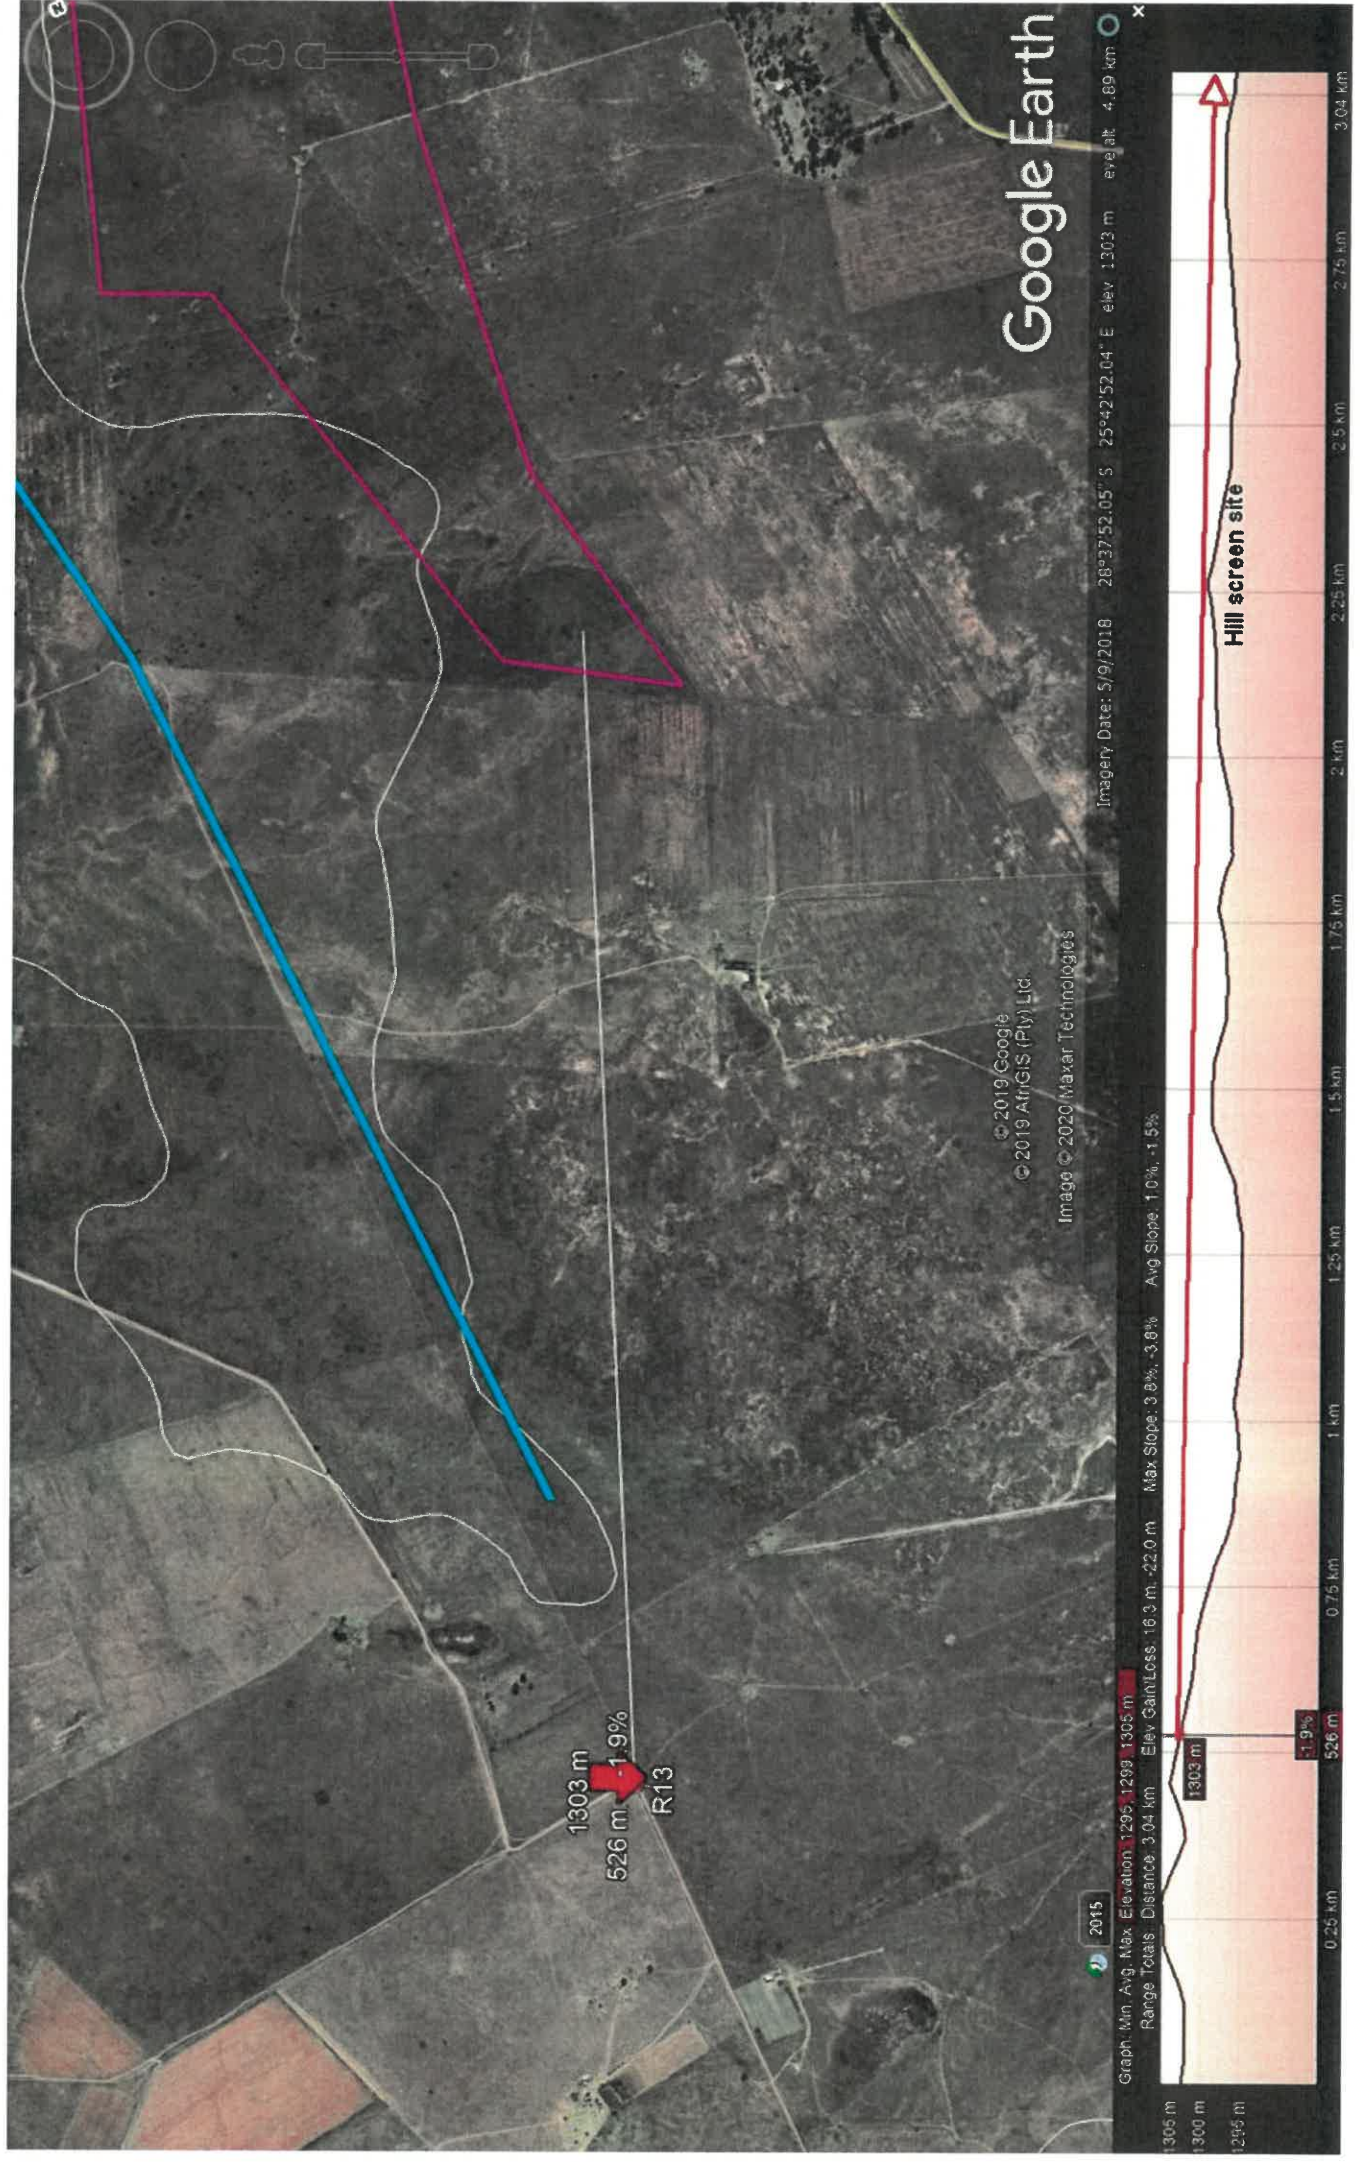 N
1303 m
526 m
-1.9%
R13
© 2019 Google
© 2019 AfriGIS (Pty) Ltd.
Image © 2020 Maxar Technologies
Google Earth
2015
Imagery Date: 5/9/2018 28°37'52.05" S 25°42'52.04" E elev 1303 m eye alt 4.89 km
Graph: Min, Avg, Max Elevation: 1295, 1299, 1305 m
Range Totals: Distance: 3.04 km Elev Gain/Loss: 16.3 m, -22.0 m Max Slope: 3.8%, -3.8% Avg Slope: 1.0%, -1.5%
1305 m
1300 m
1295 m
1303 m
Hill screen site
-1.9%
0.25 km
526 m
0.75 km
1 km
1.25 km
1.5 km
1.75 km
2 km
2.25 km
2.5 km
2.75 km
3.04 km